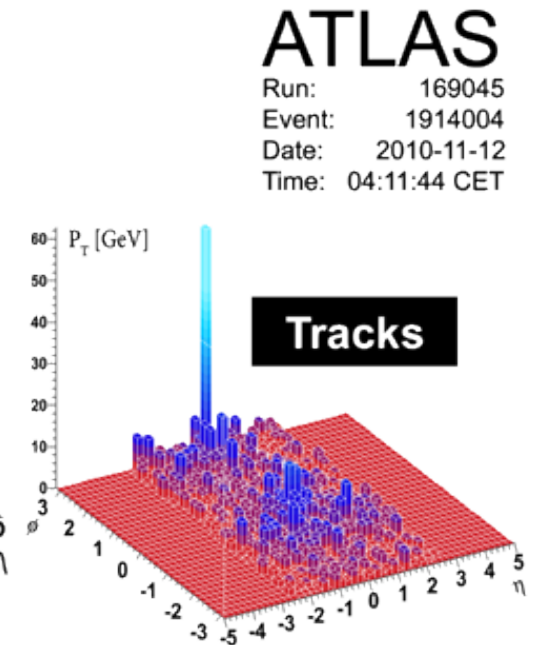 ATLAS
Run: 169045
Event: 1914004
Date: 2010-11-12
Time: 04:11:44 CET
P_T [GeV]
Tracks
60
50
40
30
20
10
0
3
2
1
0
-1
-2
-3
ϕ
-5 -4 -3 -2 -1 0 1 2 3 4 5
η